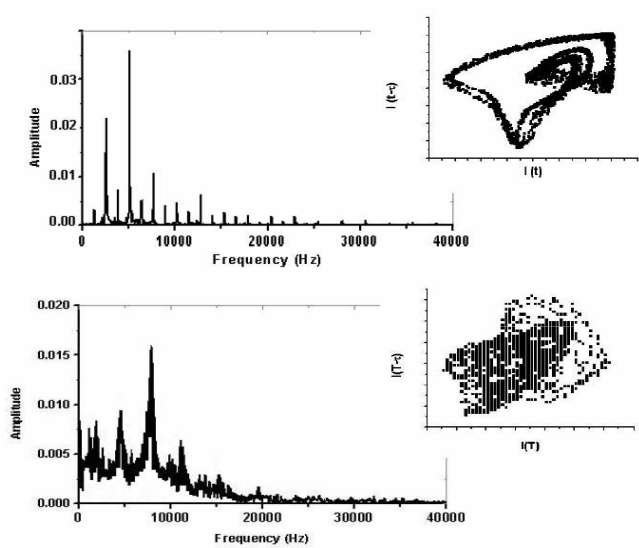 0.03
0.02
0.01
0.00
Amplitude
0 10000 20000 30000 40000
Frequency (Hz)
I (t-τ)
I (t)
0.020
0.015
0.010
0.005
0.000
Amplitude
0 10000 20000 30000 40000
Frequency (Hz)
I(T-τ)
I(T)